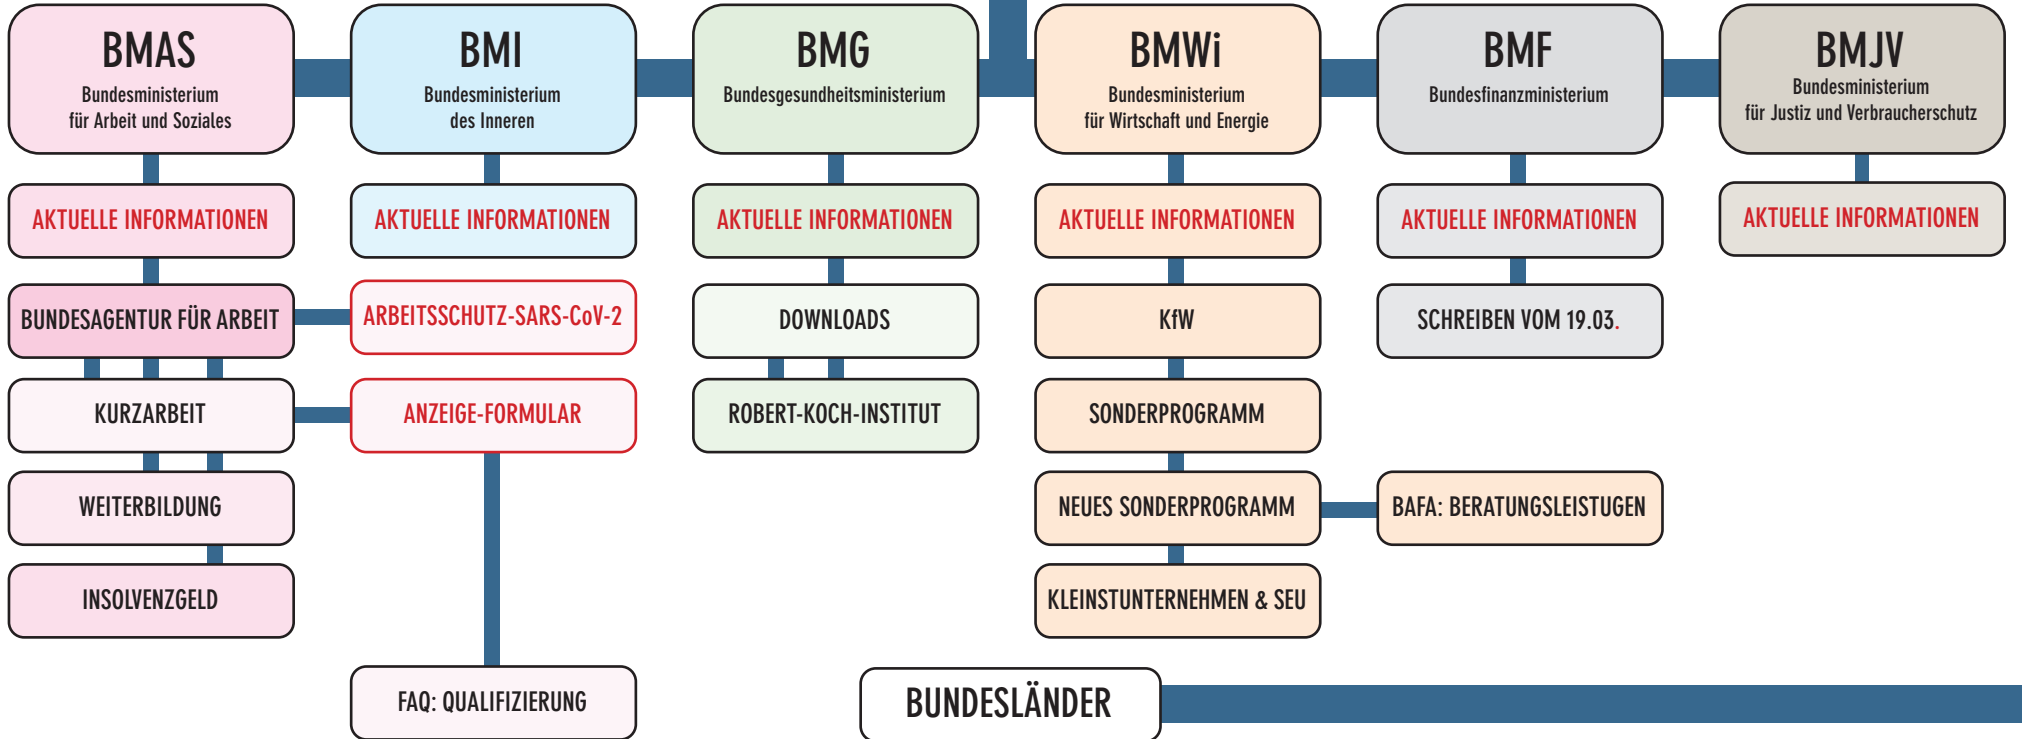 BMAS
Bundesministerium
für Arbeit und Soziales
BMI
Bundesministerium
des Inneren
BMG
Bundesgesundheitsministerium
BMWi
Bundesministerium
für Wirtschaft und Energie
BMF
Bundesfinanzministerium
BMJV
Bundesministerium
für Justiz und Verbraucherschutz
AKTUELLE INFORMATIONEN
AKTUELLE INFORMATIONEN
AKTUELLE INFORMATIONEN
AKTUELLE INFORMATIONEN
AKTUELLE INFORMATIONEN
AKTUELLE INFORMATIONEN
BUNDESAGENTUR FÜR ARBEIT
ARBEITSSCHUTZ-SARS-CoV-2
DOWNLOADS
KfW
SCHREIBEN VOM 19.03.
KURZARBEIT
ANZEIGE-FORMULAR
ROBERT-KOCH-INSTITUT
SONDERPROGRAMM
WEITERBILDUNG
NEUES SONDERPROGRAMM
BAFA: BERATUNGSLEISTUGEN
INSOLVENZGELD
KLEINSTUNTERNEHMEN & SEU
FAQ: QUALIFIZIERUNG
BUNDESLÄNDER